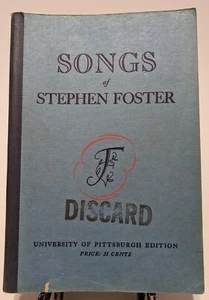 SONGS
of
STEPHEN FOSTER
F
DISCARD
UNIVERSITY OF PITTSBURGH EDITION
PRICE: 25 CENTS